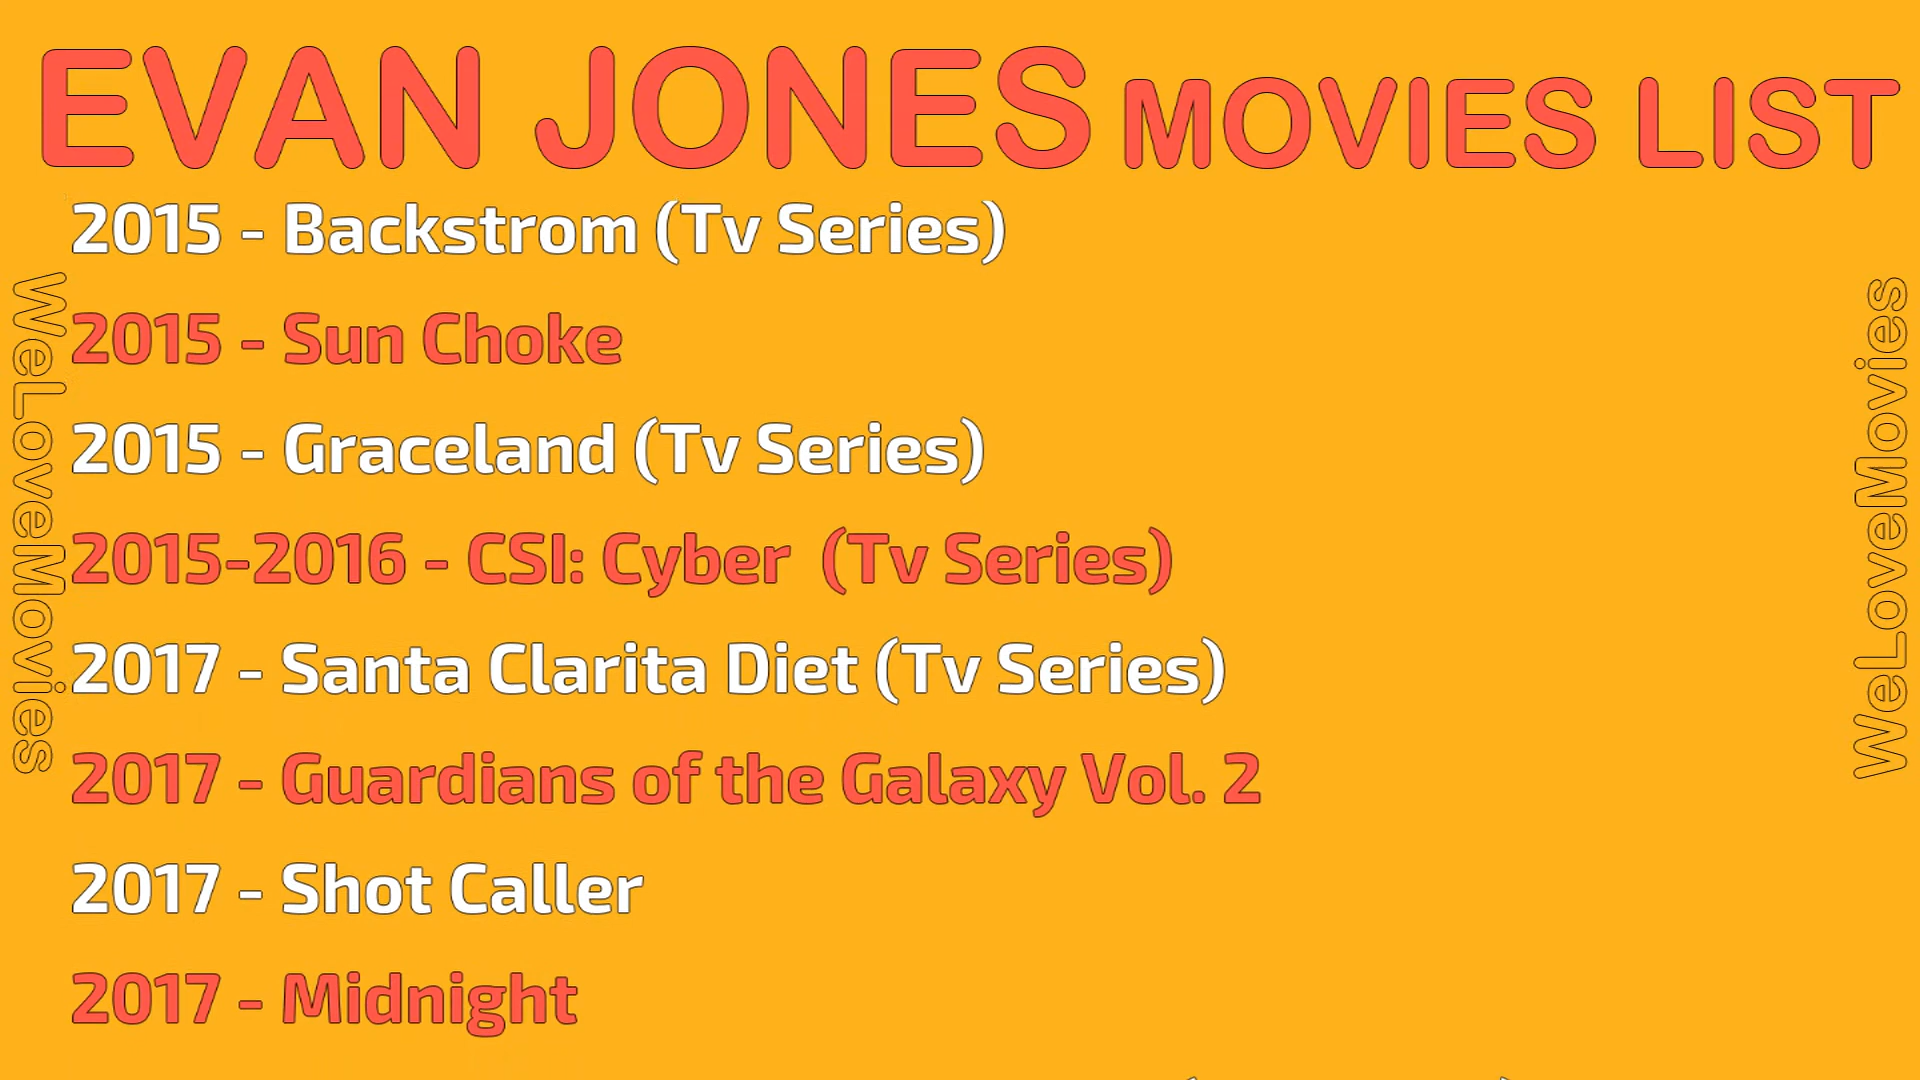 EVAN JONES MOVIES LIST
2015 - Backstrom (Tv Series)
2015 - Sun Choke
2015 - Graceland (Tv Series)
2015-2016 - CSI: Cyber  (Tv Series)
2017 - Santa Clarita Diet (Tv Series)
2017 - Guardians of the Galaxy Vol. 2
2017 - Shot Caller
2017 - Midnight
WeLoveMovies
WeLoveMovies